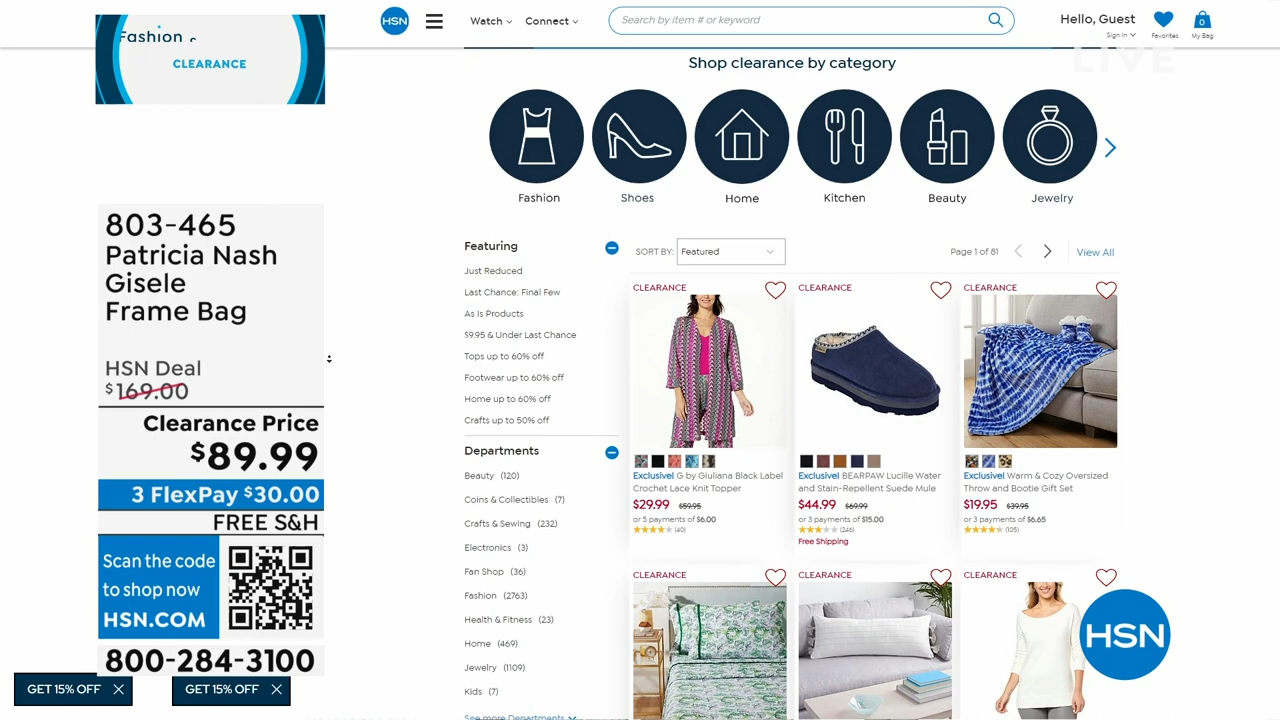 Fashion
CLEARANCE
HSN
Watch
Connect
Search by item # or keyword
Hello, Guest
Sign In
0
Favorites
My Bag
LIVE
Shop clearance by category
Fashion
Shoes
Home
Kitchen
Beauty
Jewelry
803-465
Patricia Nash
Gisele
Frame Bag
HSN Deal
$169.00
Clearance Price
$89.99
3 FlexPay $30.00
FREE S&H
Scan the code
to shop now
HSN.COM
800-284-3100
GET 15% OFF
GET 15% OFF
Featuring
Just Reduced
Last Chance: Final Few
As Is Products
$9.95 & Under Last Chance
Tops up to 60% off
Footwear up to 60% off
Home up to 60% off
Crafts up to 50% off
Departments
Beauty (120)
Coins & Collectibles (7)
Crafts & Sewing (232)
Electronics (3)
Fan Shop (36)
Fashion (2763)
Health & Fitness (23)
Home (469)
Jewelry (1109)
Kids (7)
See more Departments
SORT BY: Featured
Page 1 of 81
View All
CLEARANCE
Exclusive! G by Giuliana Black Label
Crochet Lace Knit Topper
$29.99 $59.95
or 5 payments of $6.00
(40)
CLEARANCE
Exclusive! BEARPAW Lucille Water
and Stain-Repellent Suede Mule
$44.99 $69.99
or 3 payments of $15.00
(246)
Free Shipping
CLEARANCE
Exclusive! Warm & Cozy Oversized
Throw and Bootie Gift Set
$19.95 $39.95
or 3 payments of $6.65
(105)
CLEARANCE
CLEARANCE
CLEARANCE
HSN